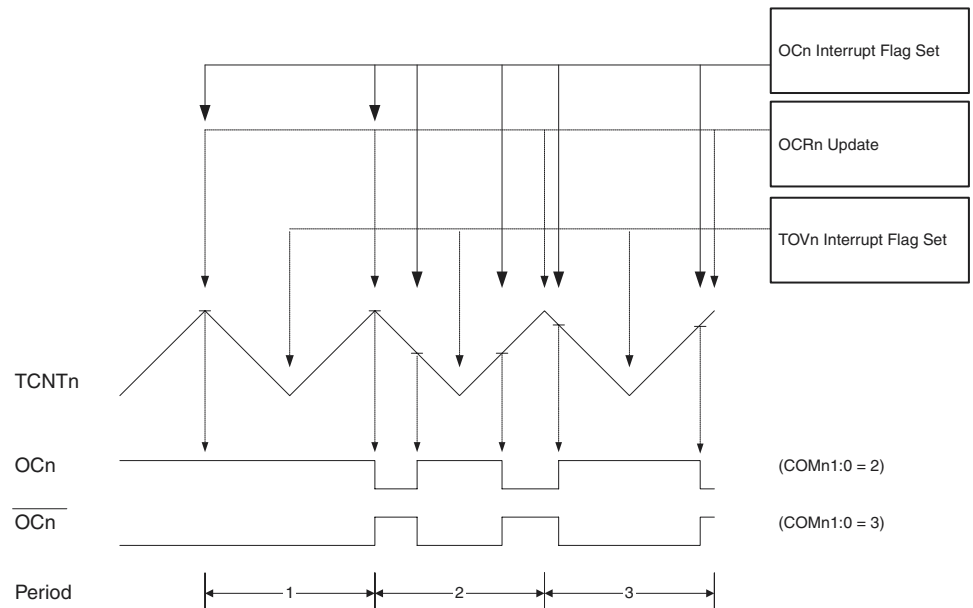 OCn Interrupt Flag Set
OCRn Update
TOVn Interrupt Flag Set
TCNTn
OCn
(COMn1:0 = 2)
OCn
(COMn1:0 = 3)
Period
1
2
3